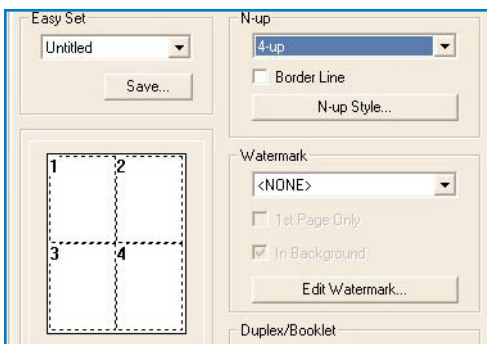 Easy Set
Untitled
Save...
1 2
3 4
N-up
4-up
Border Line
N-up Style...
Watermark
<NONE>
1st Page Only
In Background
Edit Watermark...
Duplex/Booklet